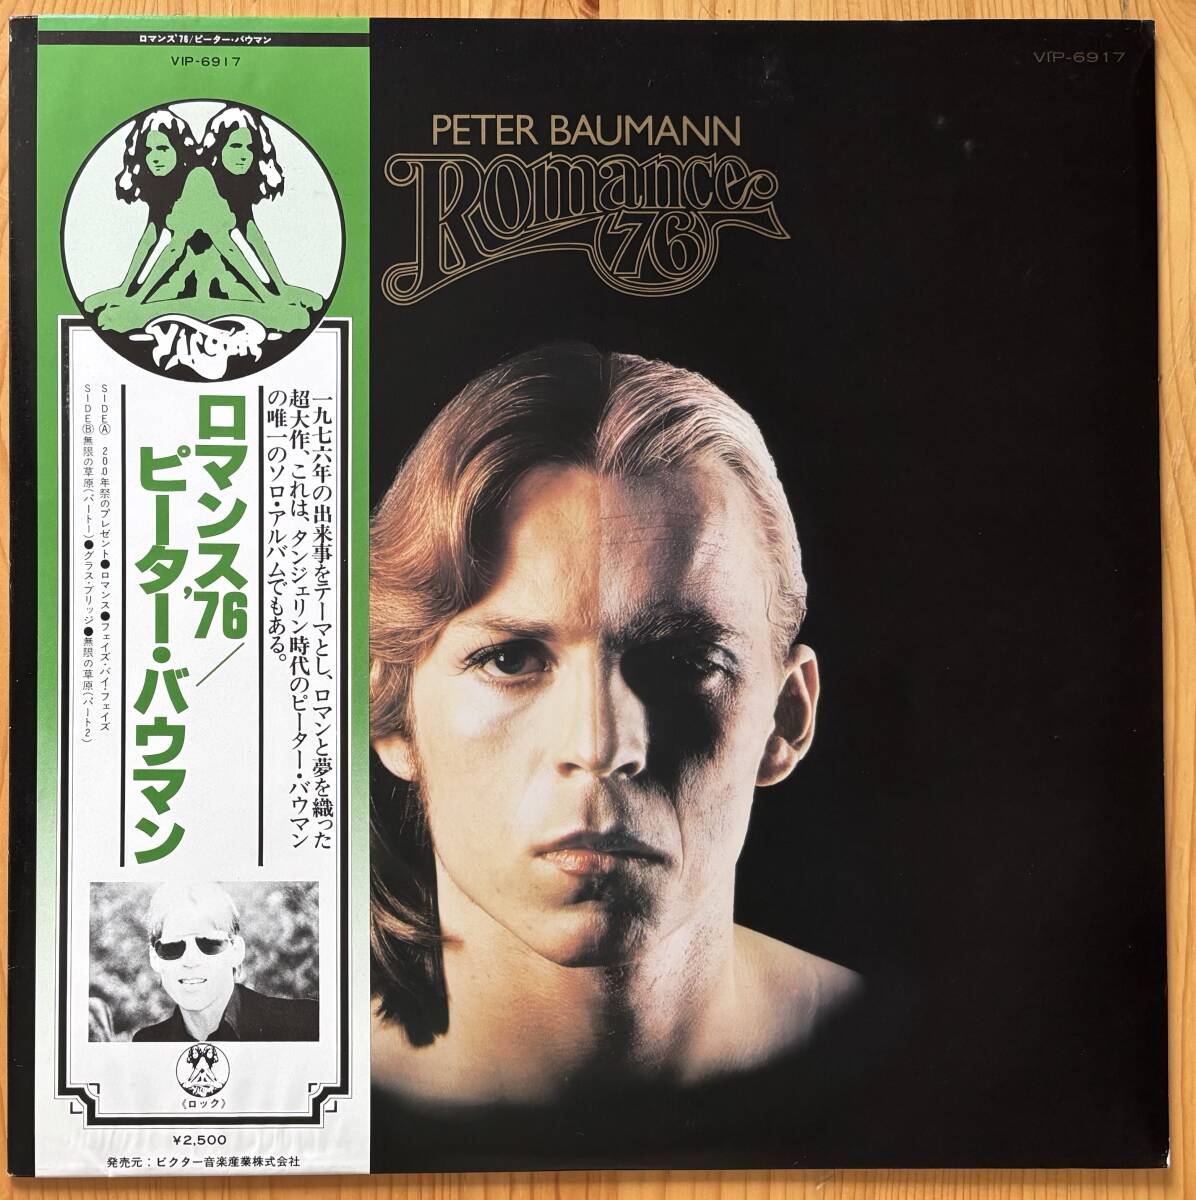 ロマンス'76/ピーター・バウマン
VIP-6917
VIP-6917
PETER BAUMANN
Romance
'76
Virgin
一九七六年の出来事をテーマとし、ロマンと夢を織った
超大作、これは、タンジェリン時代のピーター・バウマン
の唯一のソロ・アルバムでもある。
ロマンス'76/
ピーター・バウマン
SIDEⒶ 200年祭のプレゼント●ロマンス●フェイズ・バイ・フェイズ
SIDEⒷ 無限の草原(パート1)●グラス・ブリッジ●無限の草原(パート2)
《ロック》
¥2,500
発売元:ビクター音楽産業株式会社